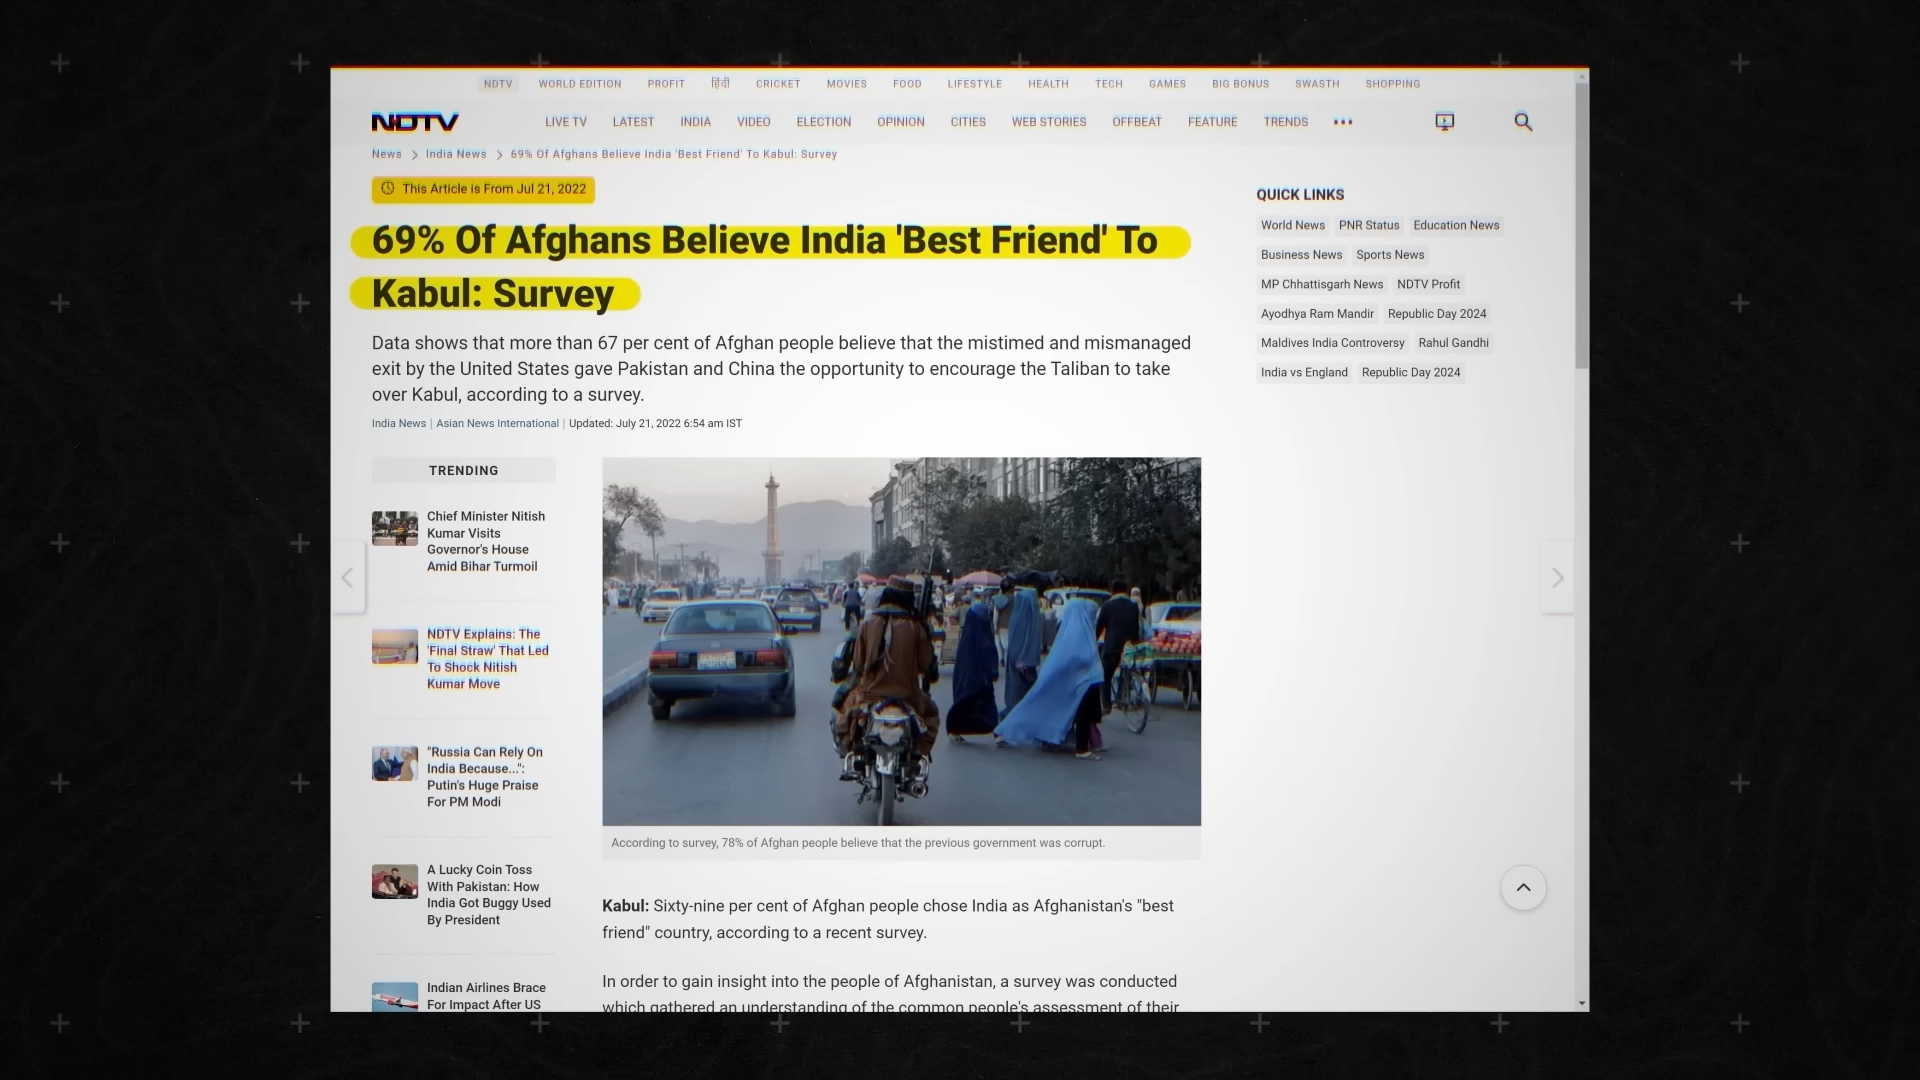 NDTV WORLD EDITION PROFIT हिंदी CRICKET MOVIES FOOD LIFESTYLE HEALTH TECH GAMES BIG BONUS SWASTH SHOPPING
NDTV LIVE TV LATEST INDIA VIDEO ELECTION OPINION CITIES WEB STORIES OFFBEAT FEATURE TRENDS
News > India News > 69% Of Afghans Believe India 'Best Friend' To Kabul: Survey
This Article is From Jul 21, 2022
69% Of Afghans Believe India 'Best Friend' To
Kabul: Survey
Data shows that more than 67 per cent of Afghan people believe that the mistimed and mismanaged
exit by the United States gave Pakistan and China the opportunity to encourage the Taliban to take
over Kabul, according to a survey.
India News | Asian News International | Updated: July 21, 2022 6:54 am IST
TRENDING
Chief Minister Nitish
Kumar Visits
Governor's House
Amid Bihar Turmoil
NDTV Explains: The
'Final Straw' That Led
To Shock Nitish
Kumar Move
"Russia Can Rely On
India Because...":
Putin's Huge Praise
For PM Modi
A Lucky Coin Toss
With Pakistan: How
India Got Buggy Used
By President
Indian Airlines Brace
For Impact After US
According to survey, 78% of Afghan people believe that the previous government was corrupt.
Kabul: Sixty-nine per cent of Afghan people chose India as Afghanistan's "best
friend" country, according to a recent survey.
In order to gain insight into the people of Afghanistan, a survey was conducted
which gathered an understanding of the common people's assessment of their
QUICK LINKS
World News PNR Status Education News
Business News Sports News
MP Chhattisgarh News NDTV Profit
Ayodhya Ram Mandir Republic Day 2024
Maldives India Controversy Rahul Gandhi
India vs England Republic Day 2024